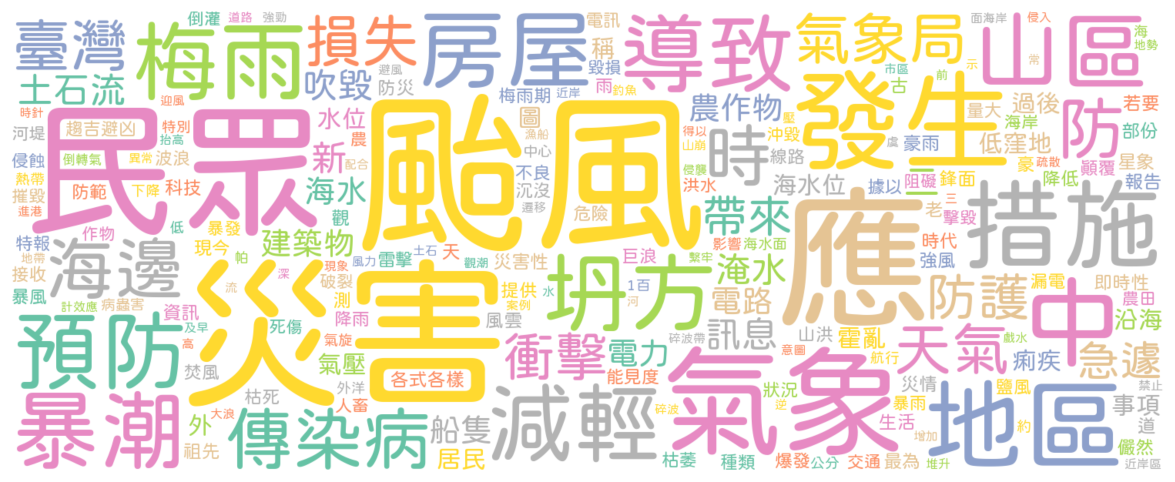 臺灣
梅雨
倒灌
道路
強勁
損失
房屋
電訊
稱
導致
氣象局
山區
面海岸
侵入
海
地勢
常
示
前
市區
古
土石流
吹毀
避風
防災
毀損
近岸
雨
釣魚
梅雨期
農作物
量大
過後
若要
時針
迎風
趨吉避凶
特別
抬高
水位
農
圖
漁船
中心
颱風
得以
山崩
時
壓
沖毀
線路
發生
虞
豪雨
低窪地
海岸
防
部份
河堤
民眾
新
配合
不良
沉沒
遷移
危險
侵襲
洪水
海水位
據以
阻礙
三
豪
疏散
星象
顛覆
降低
報告
侵蝕
倒轉氣
異常
波浪
熱帶
摧毀
進港
防範
下降
科技
海水
觀
帶來
老
鋒面
擊毀
措施
作物
低
暴發
現今
建築物
特報
地帶
接收
海邊
帕
深
現象
破裂
風力
雷擊
土石
天
觀潮
災害性
巨浪
影響
海水面
繫牢
淹水
應
時代
強風
暴風
計效應
病蟲害
資訊
流
災害
測
降雨
提供
案例
風雲
水
1百
河
坍方
電路
防護
漏電
即時性
農田
沿海
預防
及早
高
死傷
氣旋
氣壓
衝擊
電力
訊息
碎波帶
山洪
意圖
霍亂
航行
天氣
戲水
中
痢疾
急遽
焚風
枯死
外洋
人畜
各式各樣
能見度
氣象
狀況
逆
災情
暴雨
生活
增加
鹽風
豹
地區
禁止
事項
道
暴潮
外
大浪
祖先
傳染病
船隻
居民
減輕
碎波
枯萎
種類
爆發
公分
交通
最為
堆升
儼然
近岸區